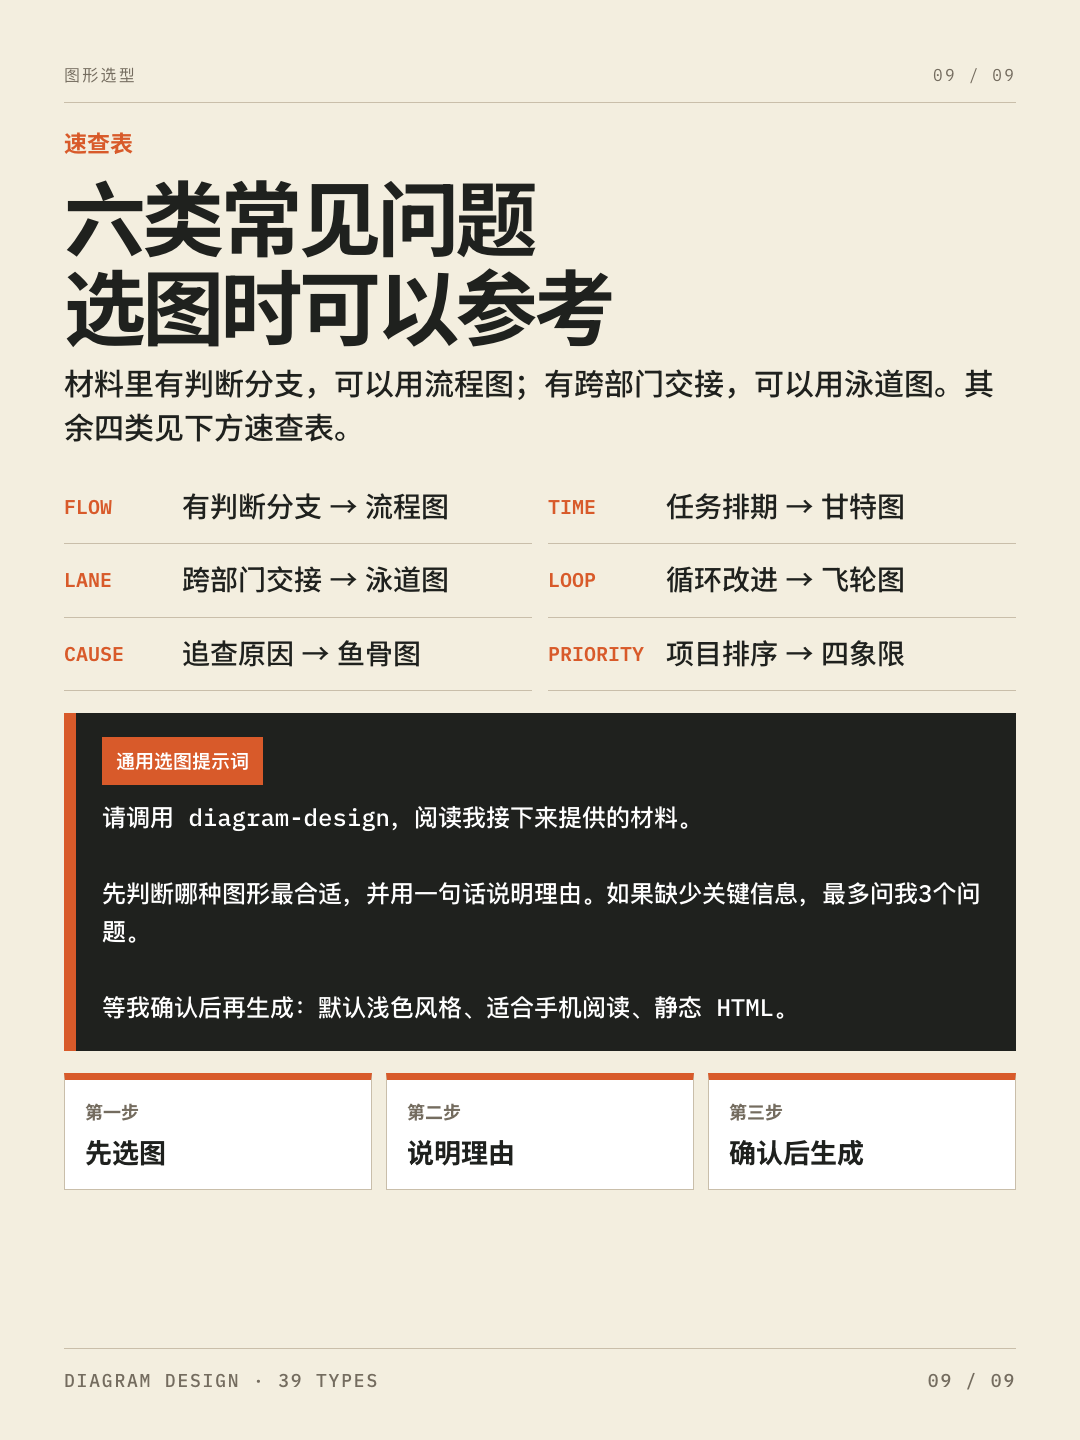 图形选型
09 / 09
速查表
六类常见问题
选图时可以参考
材料里有判断分支，可以用流程图；有跨部门交接，可以用泳道图。其
余四类见下方速查表。
FLOW 有判断分支 → 流程图
TIME 任务排期 → 甘特图
LANE 跨部门交接 → 泳道图
LOOP 循环改进 → 飞轮图
CAUSE 追查原因 → 鱼骨图
PRIORITY 项目排序 → 四象限
通用选图提示词
请调用 diagram-design，阅读我接下来提供的材料。
先判断哪种图形最合适，并用一句话说明理由。如果缺少关键信息，最多问我3个问
题。
等我确认后再生成：默认浅色风格、适合手机阅读、静态 HTML。
第一步
先选图
第二步
说明理由
第三步
确认后生成
DIAGRAM DESIGN · 39 TYPES
09 / 09